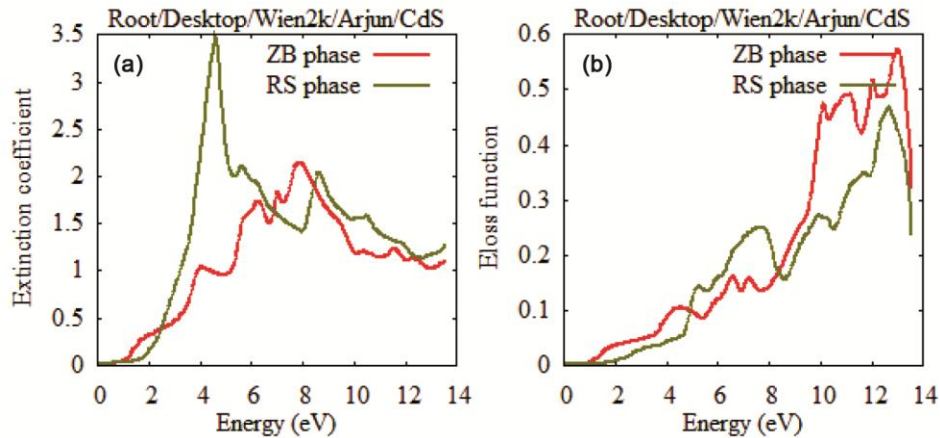 Root/Desktop/Wien2k/Arjun/CdS
(a)
ZB phase
RS phase
Extinction coefficient
3.5
3
2.5
2
1.5
1
0.5
0
0 2 4 6 8 10 12 14
Energy (eV)
Root/Desktop/Wien2k/Arjun/CdS
(b)
ZB phase
RS phase
Eloss function
0.6
0.5
0.4
0.3
0.2
0.1
0
0 2 4 6 8 10 12 14
Energy (eV)